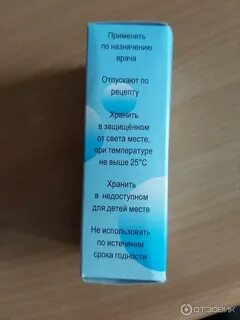 Применять
по назначению
врача
Отпускают по
рецепту
Хранить
в защищённом
от света месте,
при температуре
не выше 25°С
Хранить
в недоступном
для детей месте
Не использовать
по истечении
срока годности
ОТЗОВИК